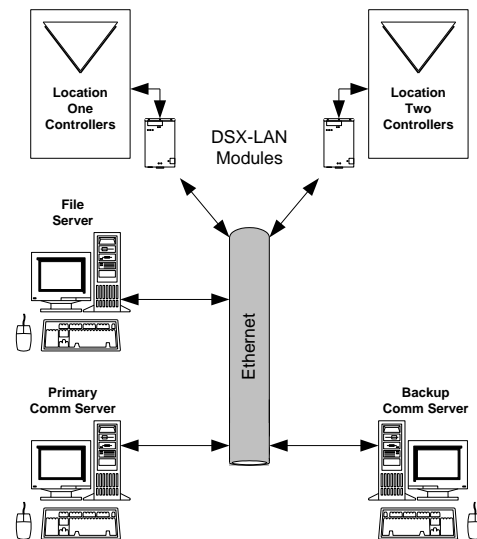 Location
One
Controllers
Location
Two
Controllers
DSX-LAN
Modules
File
Server
Ethernet
Primary
Comm Server
Backup
Comm Server